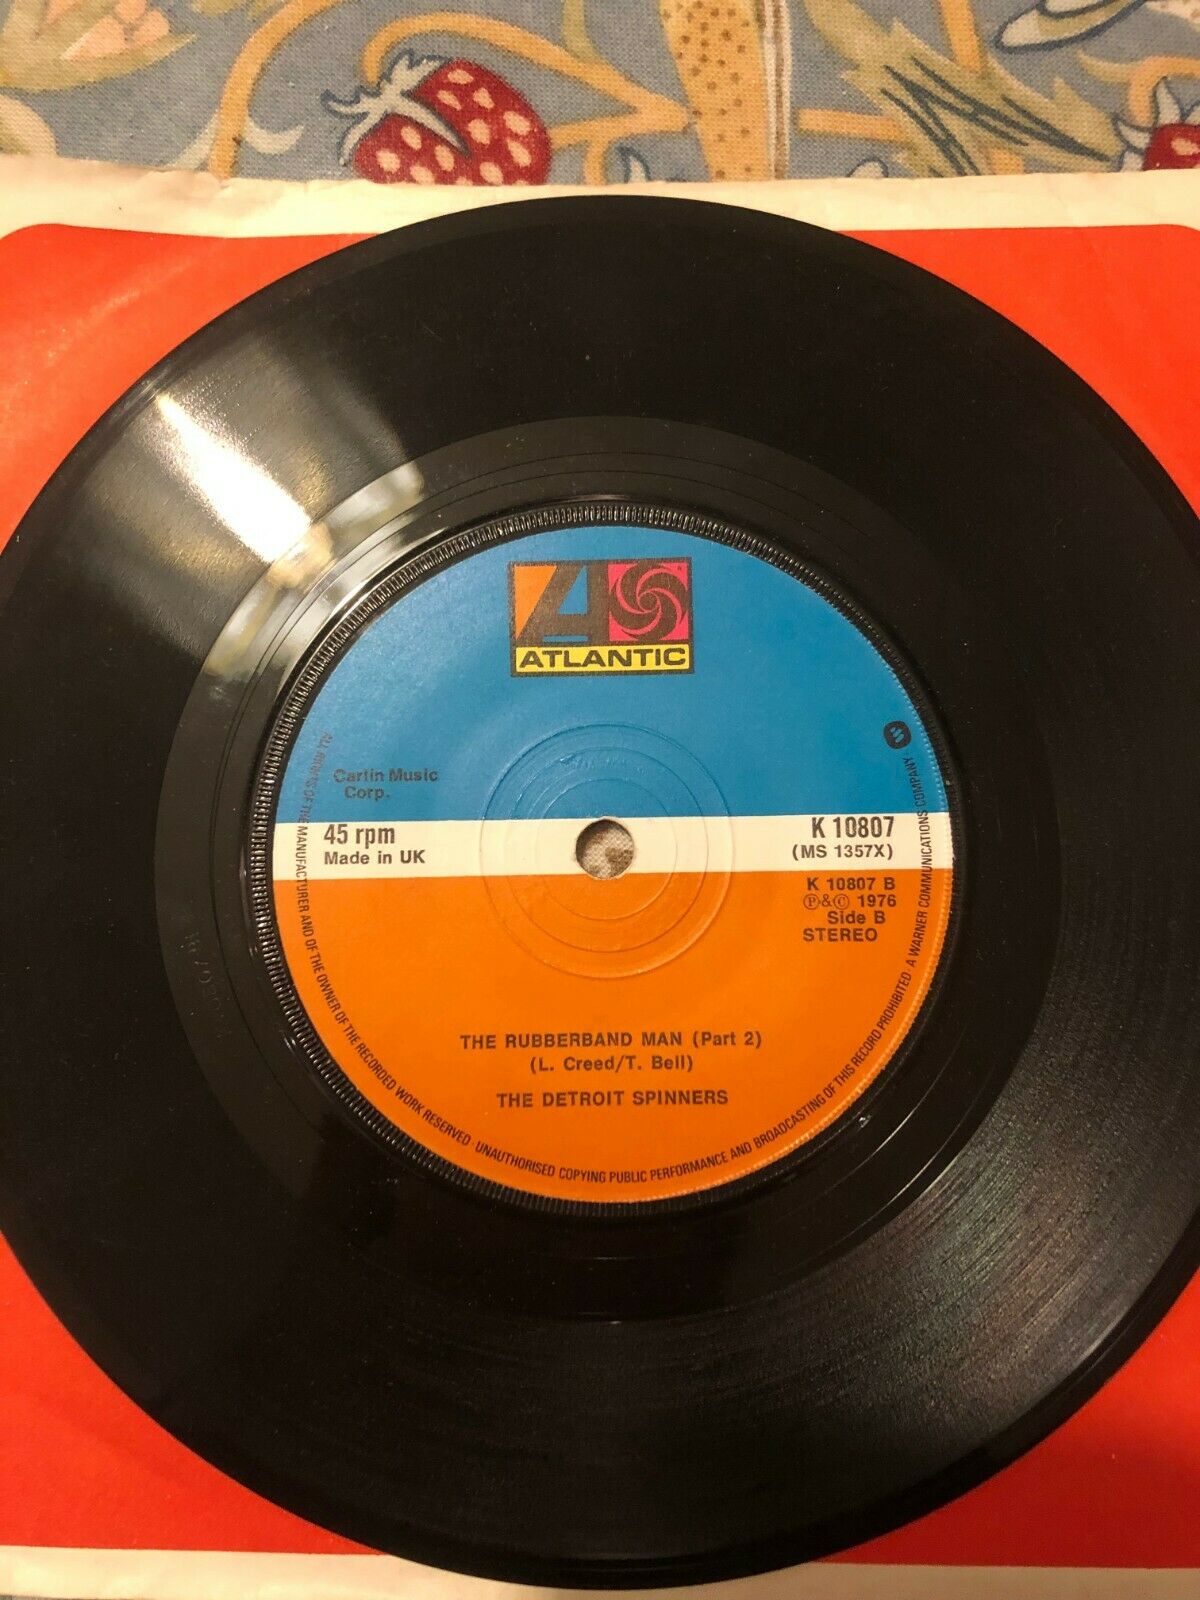 ATLANTIC
Carlin Music
Corp.
45 rpm
Made in UK
K 10807
(MS 1357X)
K 10807 B
Ⓟ&© 1976
Side B
STEREO
THE RUBBERBAND MAN (Part 2)
(L. Creed/T. Bell)
THE DETROIT SPINNERS
ALL RIGHTS OF THE MANUFACTURER AND OF THE OWNER OF THE RECORDED WORK RESERVED · UNAUTHORISED COPYING PUBLIC PERFORMANCE AND BROADCASTING OF THIS RECORD PROHIBITED A WARNER COMMUNICATIONS COMPANY